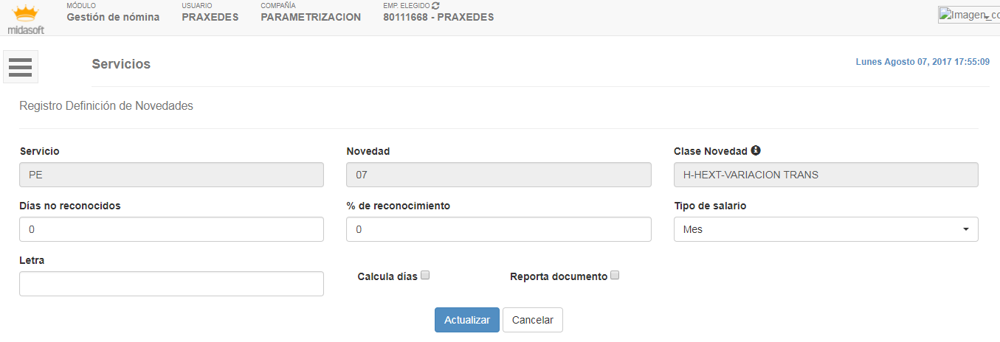 midasoft
MÓDULO
Gestión de nómina
USUARIO
PRAXEDES
COMPAÑÍA
PARAMETRIZACION
EMP. ELEGIDO
80111668 - PRAXEDES
Imagen_co
Servicios
Lunes Agosto 07, 2017 17:55:09
Registro Definición de Novedades
Servicio
PE
Novedad
07
Clase Novedad
H-HEXT-VARIACION TRANS
Días no reconocidos
0
% de reconocimiento
0
Tipo de salario
Mes
Letra
Calcula días
Reporta documento
Actualizar
Cancelar